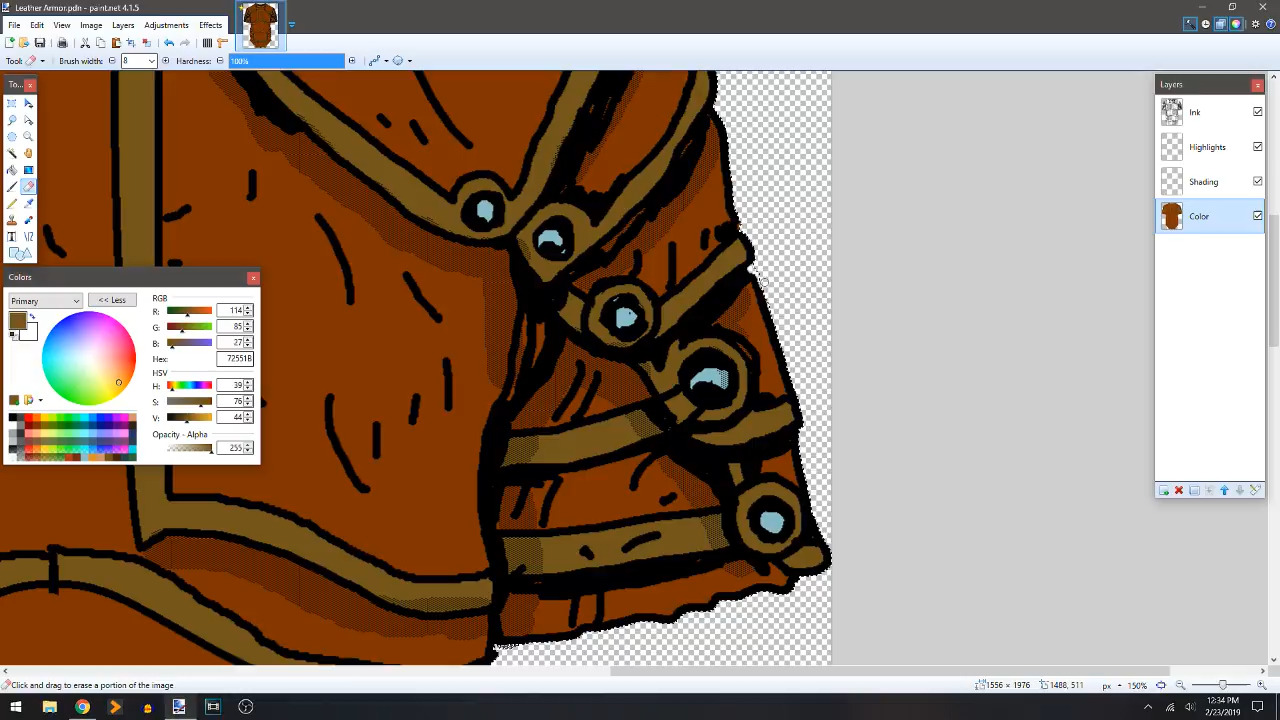 Leather Armor.pdn - paint.net 4.1.5
File Edit View Image Layers Adjustments Effects
Tool: Brush width: 8 Hardness: 100%
To...
Layers
Ink
Highlights
Shading
Color
Colors
Primary << Less
RGB
R: 114
G: 85
B: 27
Hex: 72551B
HSV
H: 39
S: 76
V: 44
Opacity - Alpha
255
Click and drag to erase a portion of the image 1556 × 1976 1488, 511 px 150%
12:34 PM
2/23/2019